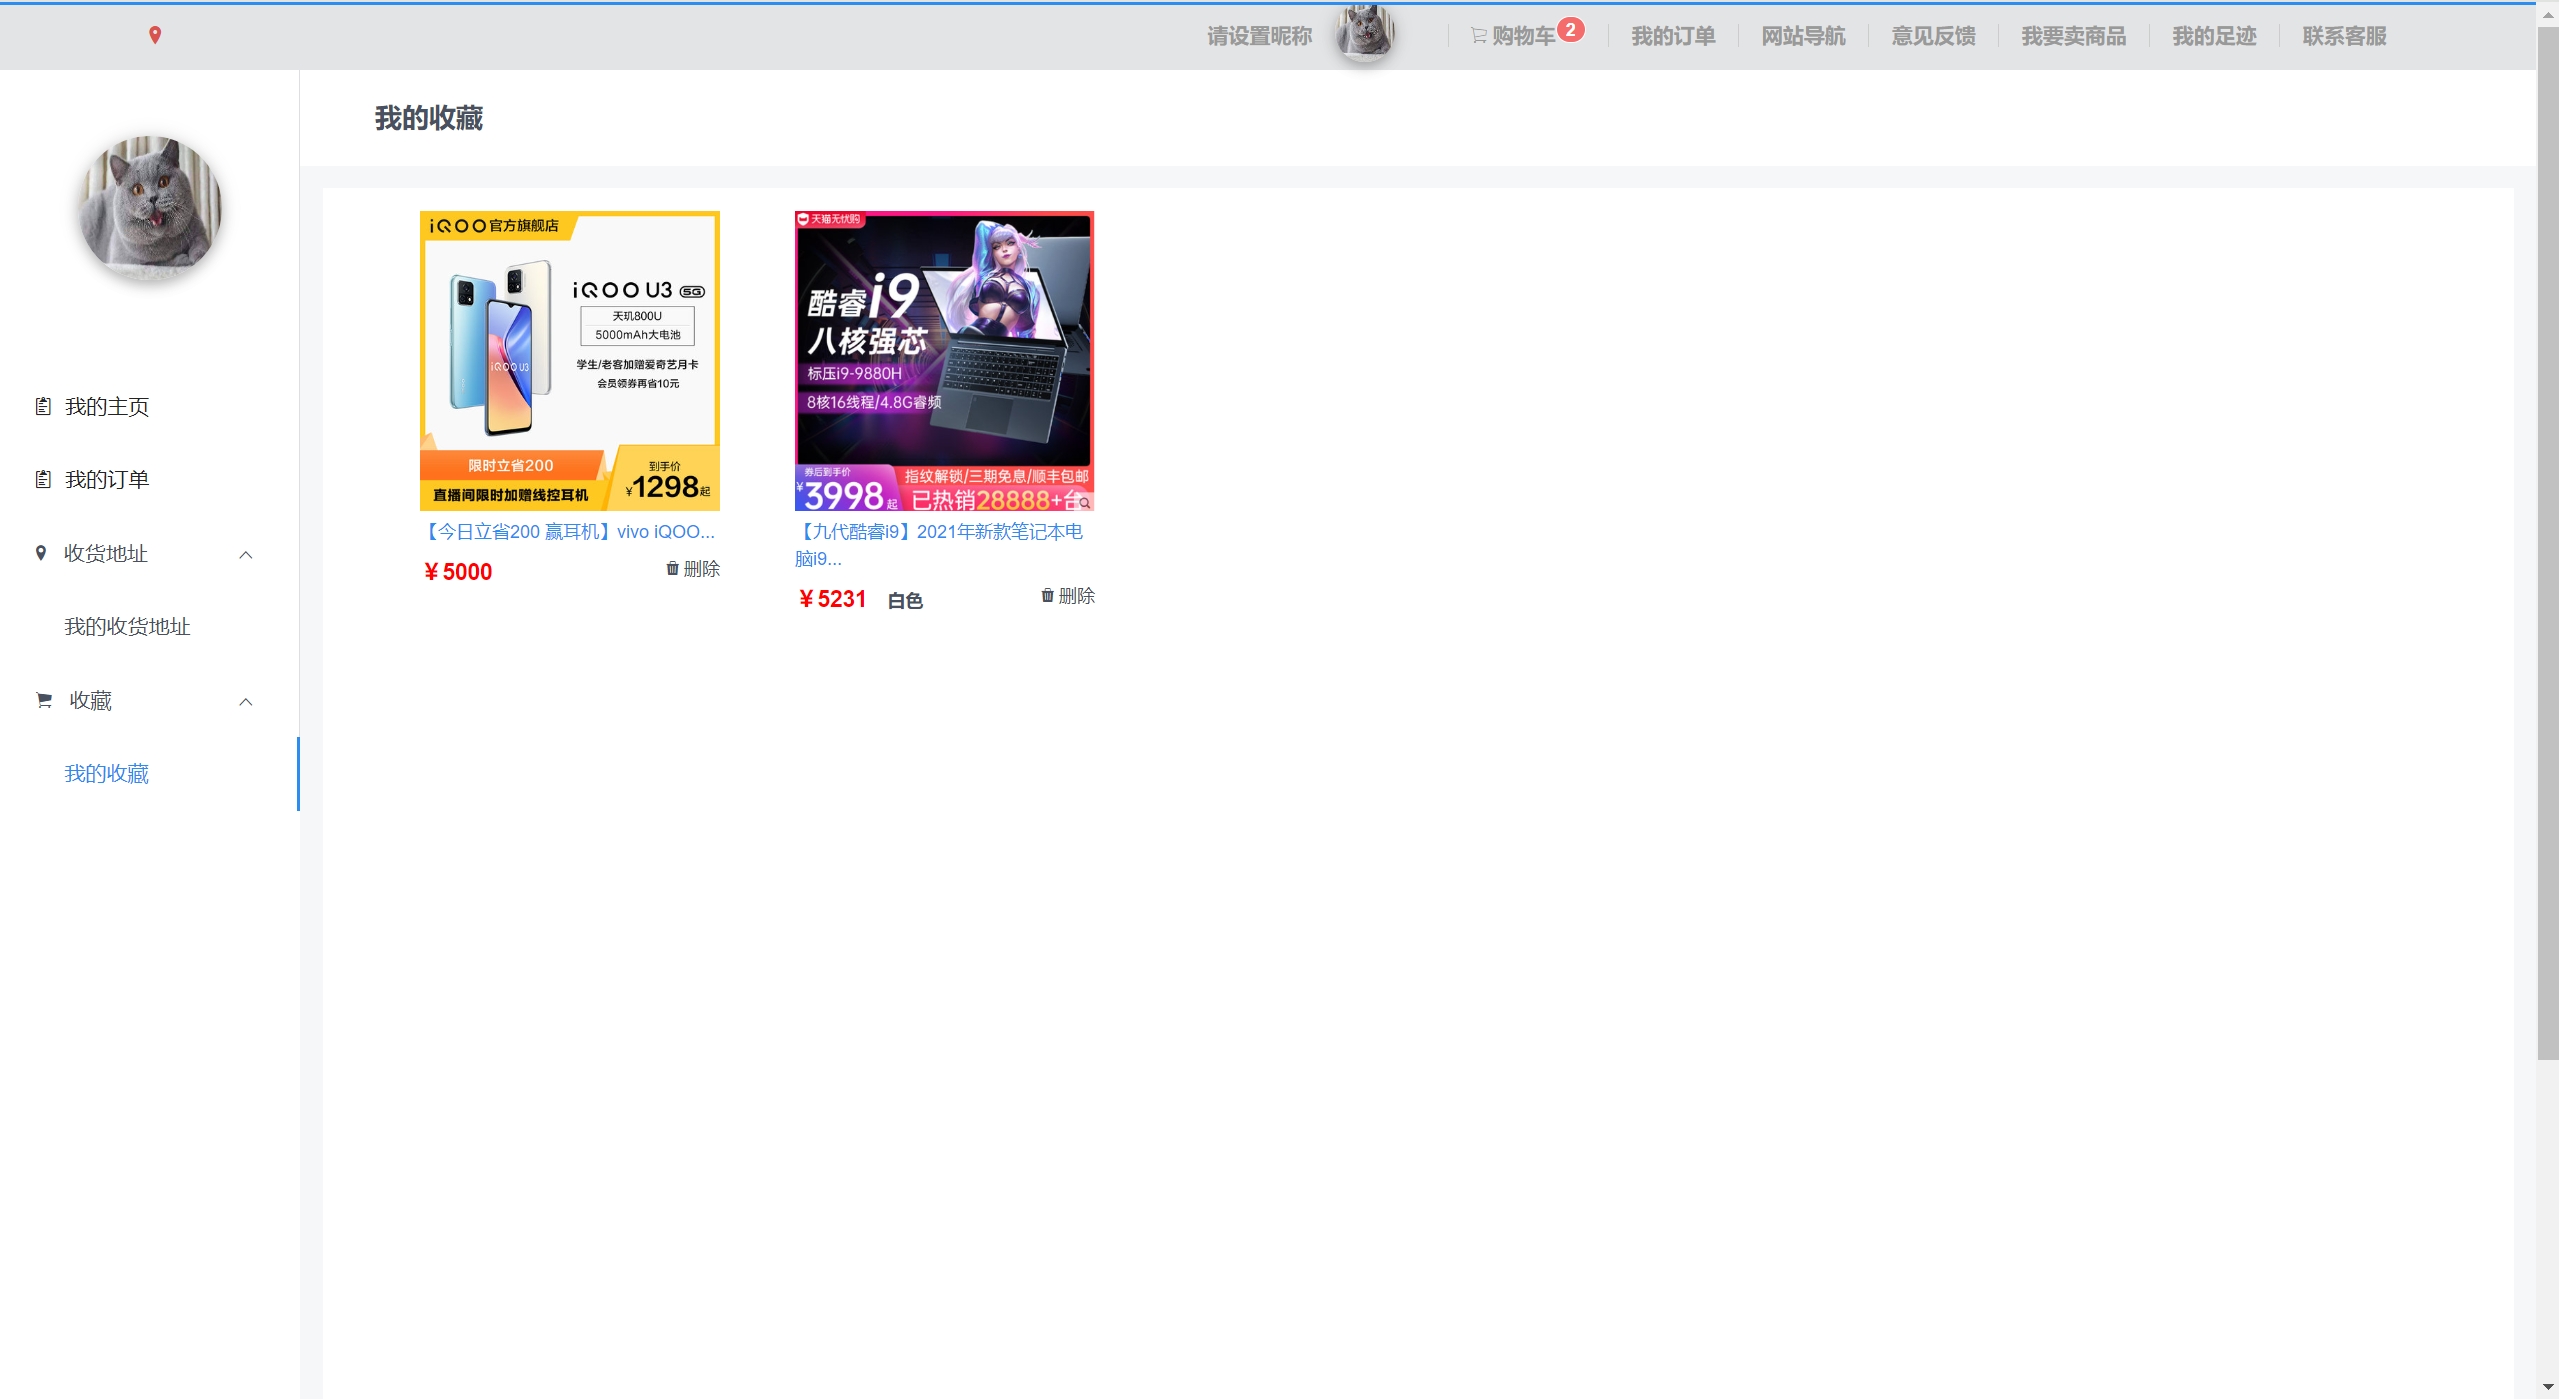 请设置昵称
购物车 2
我的订单
网站导航
意见反馈
我要卖商品
我的足迹
联系客服
我的主页
我的订单
收货地址
我的收货地址
收藏
我的收藏
我的收藏
iQOO官方旗舰店
iQOO U3 5G
天玑800U
5000mAh大电池
学生/老客加赠爱奇艺月卡
会员领券再省10元
iQOO U3
限时立省200
直播间限时加赠线控耳机
到手价
¥1298起
【今日立省200 赢耳机】vivo iQOO...
¥5000
删除
天猫无忧购
酷睿i9
八核强芯
标压i9-9880H
8核16线程/4.8G睿频
券后到手价
¥3998起
指纹解锁/三期免息/顺丰包邮
已热销28888+台
【九代酷睿i9】2021年新款笔记本电
脑i9...
¥5231 白色
删除